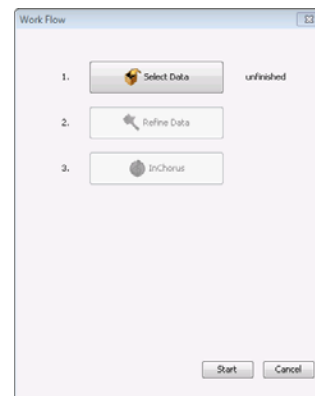 Work Flow
1. Select Data unfinished
2. Refine Data
3. InChorus
Start Cancel